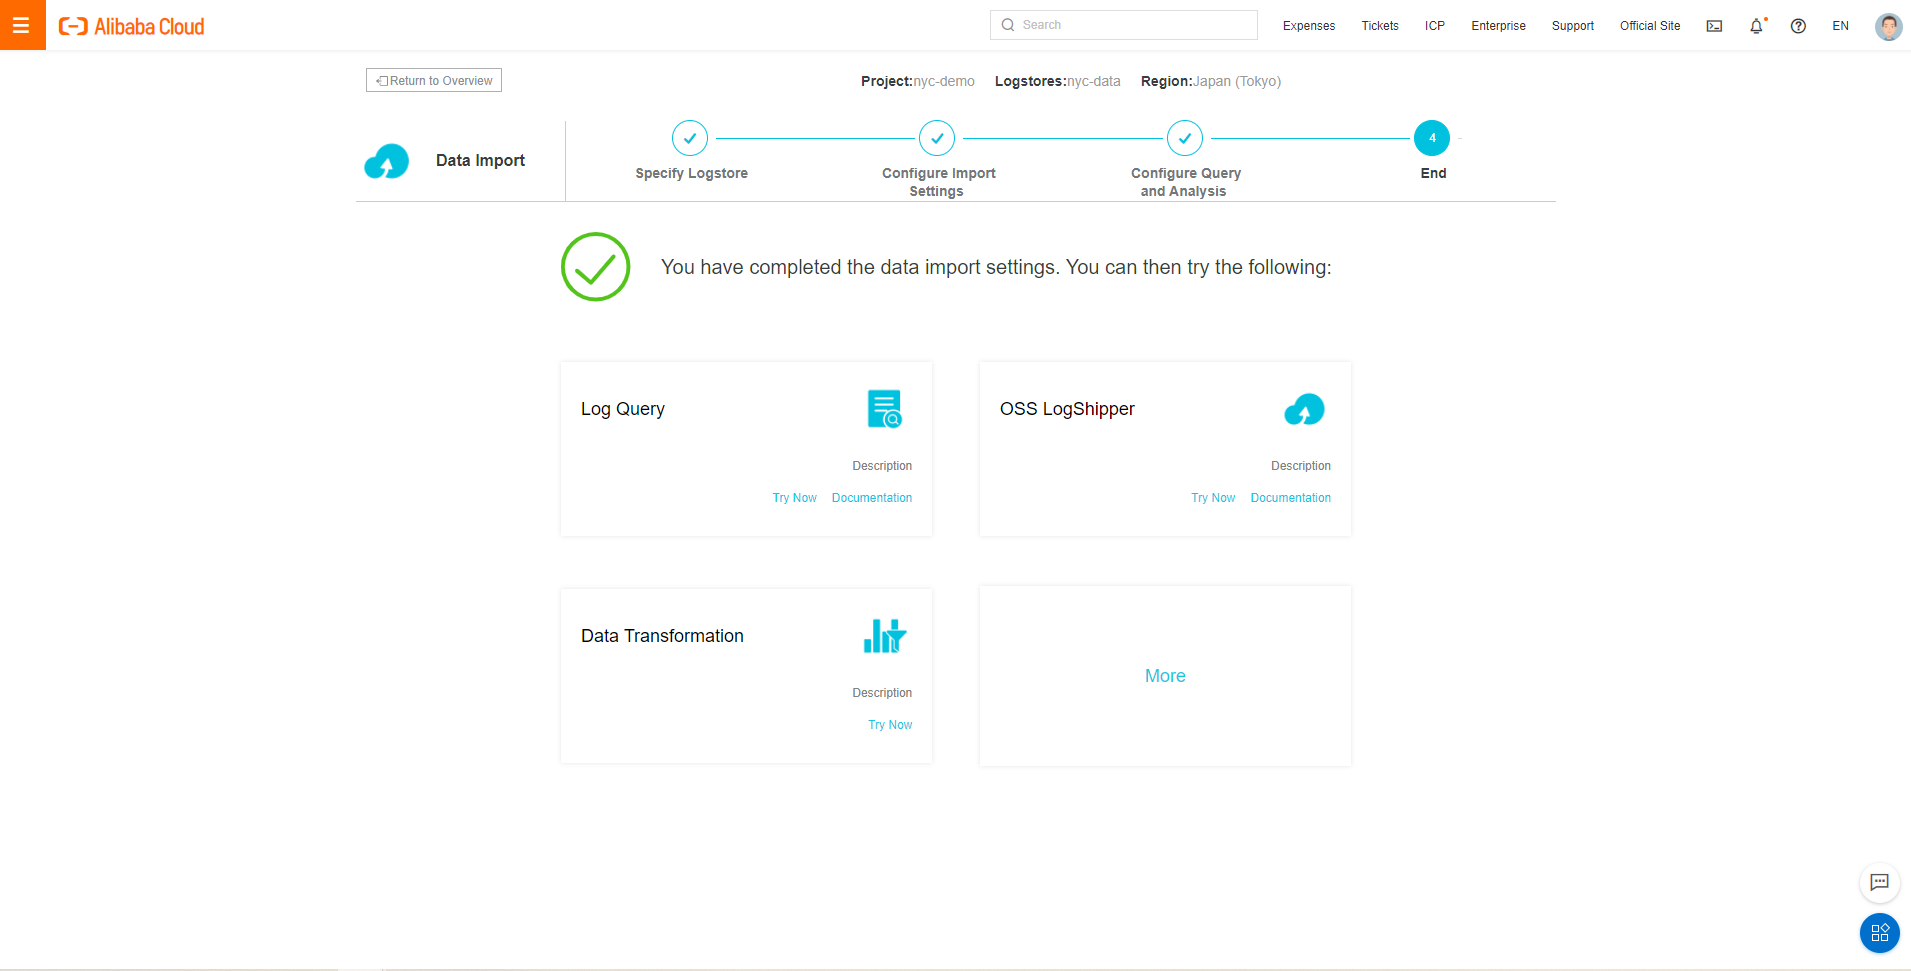 Alibaba Cloud
Search
Expenses
Tickets
ICP
Enterprise
Support
Official Site
EN
Return to Overview
Project:nyc-demo Logstores:nyc-data Region:Japan (Tokyo)
Data Import
4
Specify Logstore
Configure Import
Settings
Configure Query
and Analysis
End
You have completed the data import settings. You can then try the following:
Log Query
Description
Try Now Documentation
OSS LogShipper
Description
Try Now Documentation
Data Transformation
Description
Try Now
More